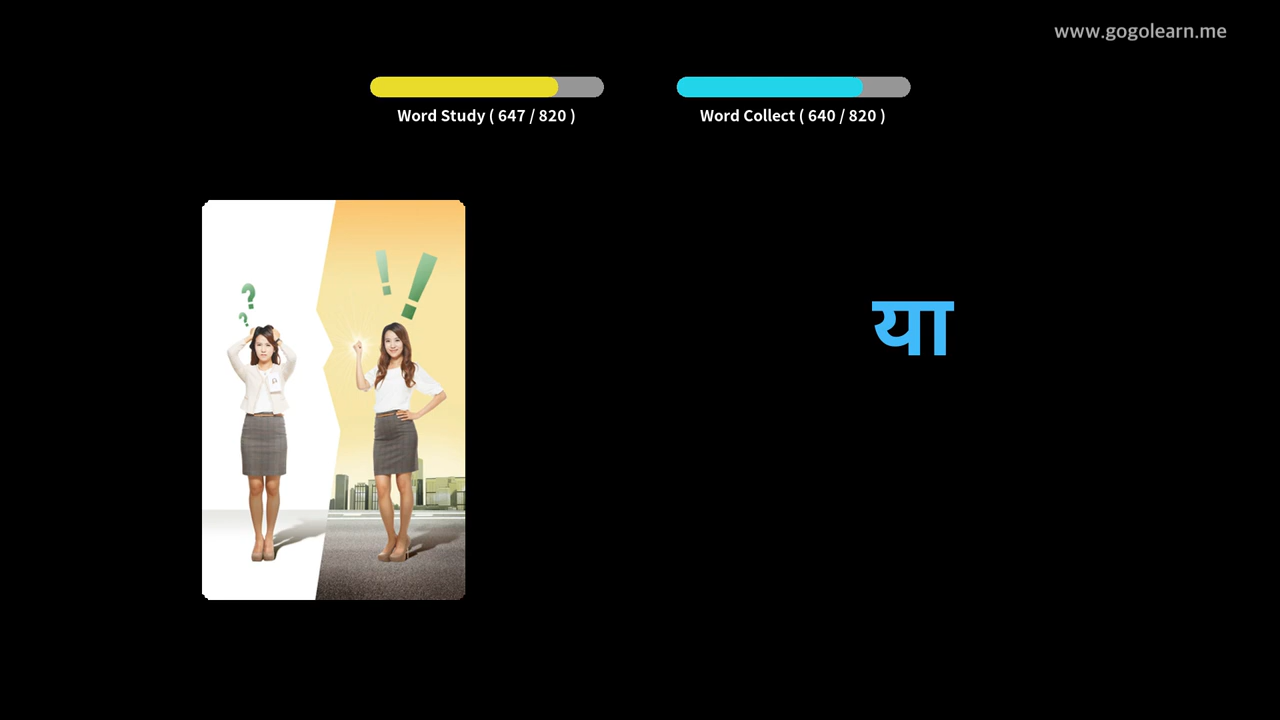 www.gogolearn.me
Word Study ( 647 / 820 )
Word Collect ( 640 / 820 )
? ?
! !
या